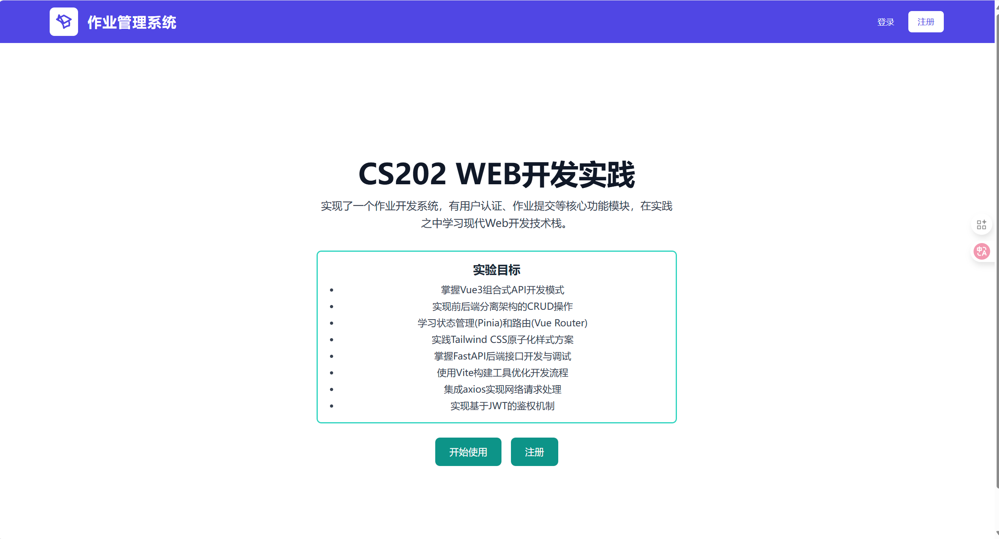 作业管理系统
登录
注册
CS202 WEB开发实践
实现了一个作业开发系统，有用户认证、作业提交等核心功能模块，在实践
之中学习现代Web开发技术栈。
实验目标
掌握Vue3组合式API开发模式
实现前后端分离架构的CRUD操作
学习状态管理(Pinia)和路由(Vue Router)
实践Tailwind CSS原子化样式方案
掌握FastAPI后端接口开发与调试
使用Vite构建工具优化开发流程
集成axios实现网络请求处理
实现基于JWT的鉴权机制
开始使用
注册
中A